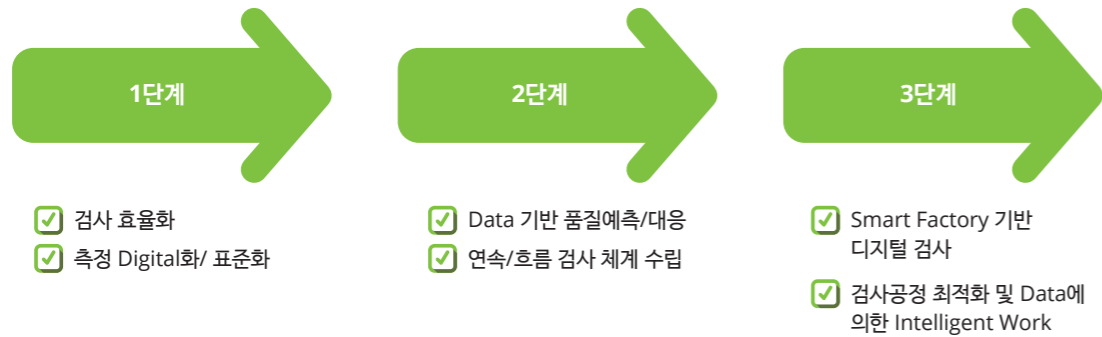 1단계
검사 효율화
측정 Digital화/ 표준화
2단계
Data 기반 품질예측/대응
연속/흐름 검사 체계 수립
3단계
Smart Factory 기반
디지털 검사
검사공정 최적화 및 Data에
의한 Intelligent Work